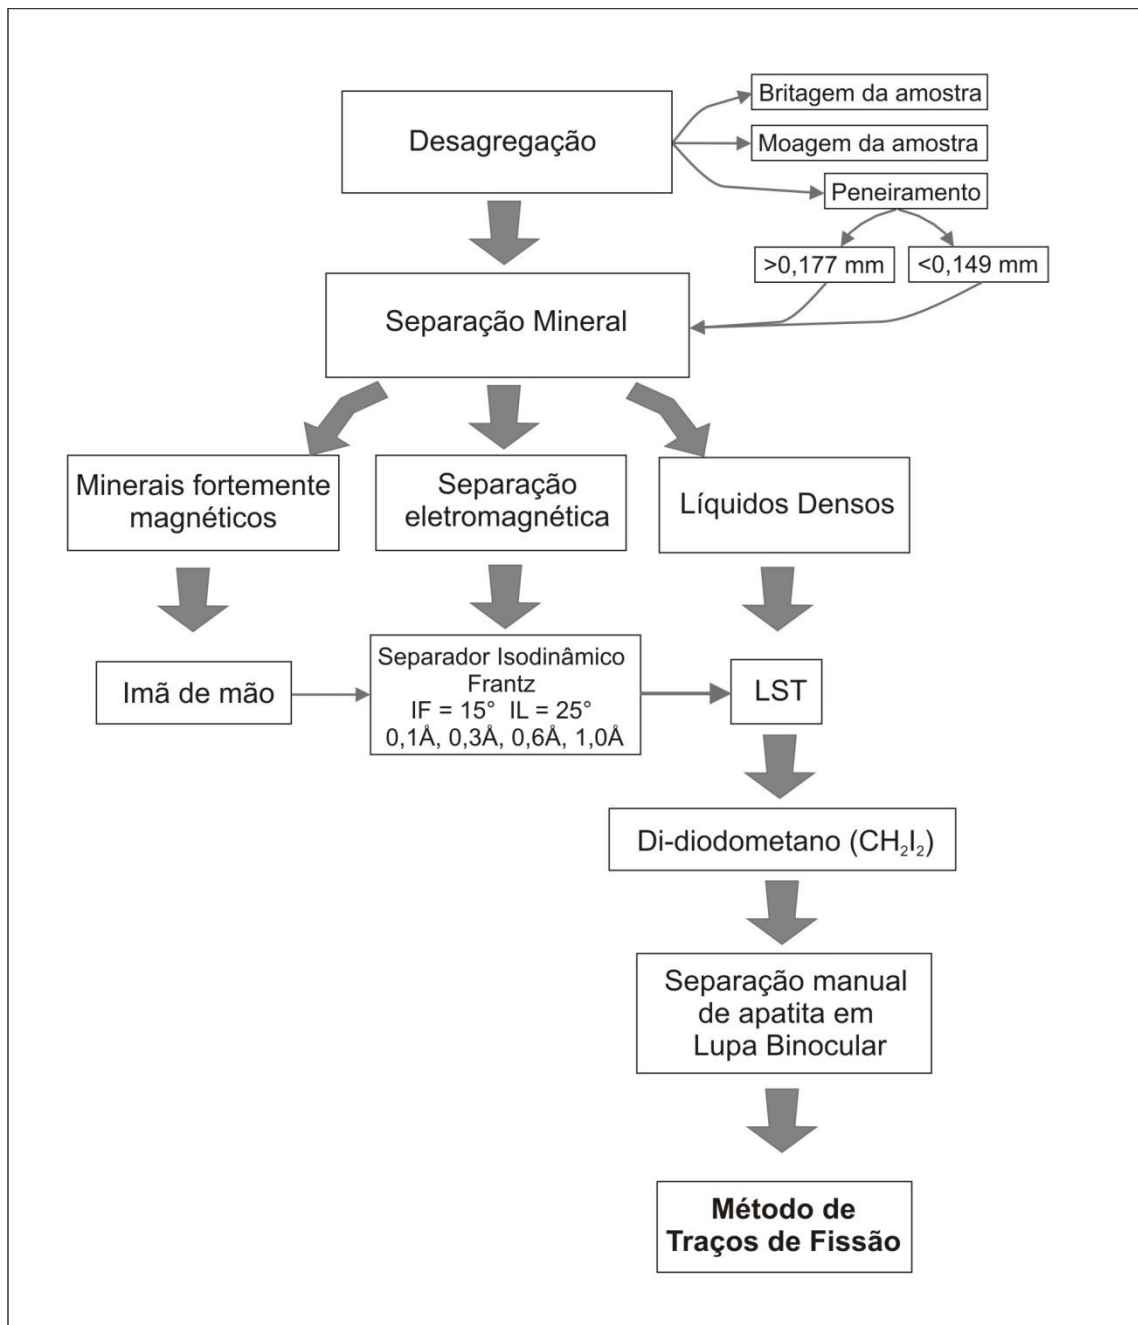 Desagregação
Britagem da amostra
Moagem da amostra
Peneiramento
>0,177 mm
<0,149 mm
Separação Mineral
Minerais fortemente
magnéticos
Separação
eletromagnética
Líquidos Densos
Imã de mão
Separador Isodinâmico
Frantz
IF = 15° IL = 25°
0,1Å, 0,3Å, 0,6Å, 1,0Å
LST
Di-diodometano (CH₂I₂)
Separação manual
de apatita em
Lupa Binocular
Método de
Traços de Fissão